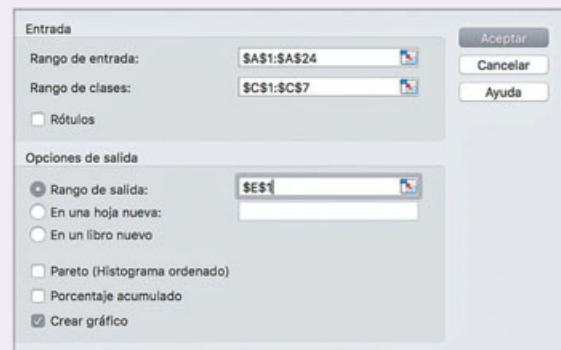 Entrada
Rango de entrada: $A$1:$A$24
Rango de clases: $C$1:$C$7
Rótulos
Opciones de salida
Rango de salida: $E$1
En una hoja nueva:
En un libro nuevo
Pareto (Histograma ordenado)
Porcentaje acumulado
Crear gráfico
Aceptar
Cancelar
Ayuda